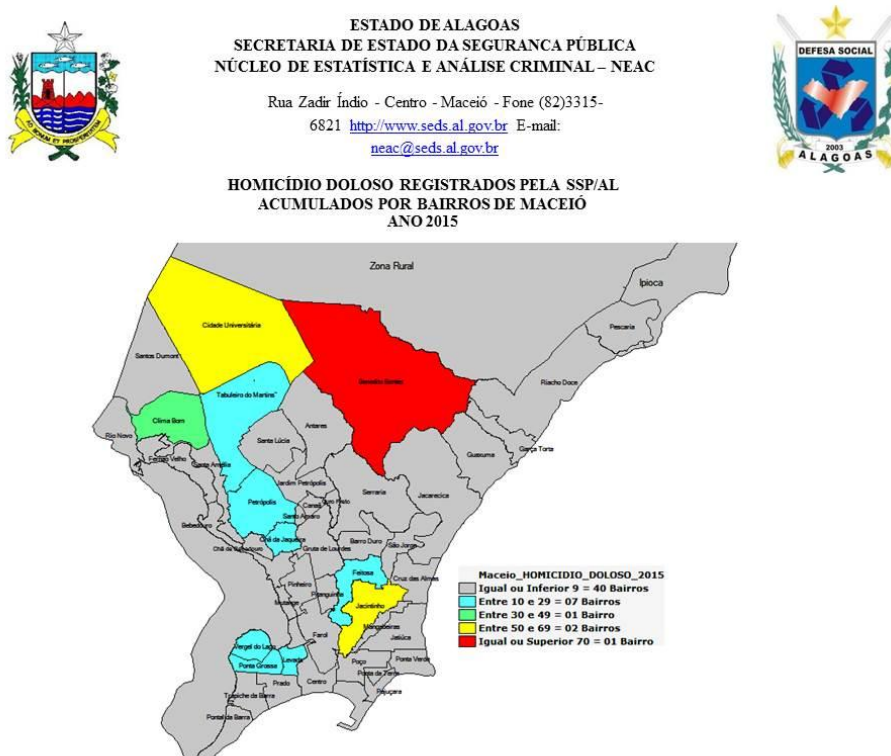 ESTADO DE ALAGOAS
SECRETARIA DE ESTADO DA SEGURANCA PÚBLICA
NÚCLEO DE ESTATÍSTICA E ANÁLISE CRIMINAL – NEAC
Rua Zadir Índio - Centro - Maceió - Fone (82)3315-
6821 http://www.seds.al.gov.br E-mail:
neac@seds.al.gov.br
AD BONUM ET PROSPERITATEM
DEFESA SOCIAL
2003
ALAGOAS
HOMICÍDIO DOLOSO REGISTRADOS PELA SSP/AL
ACUMULADOS POR BAIRROS DE MACEIÓ
ANO 2015
Zona Rural
Ipioca
Pescaria
Cidade Universitária
Santos Dumont
Benedito Bentes
Riacho Doce
Tabuleiro do Martins"
Clima Bom
Rio Novo
Antares
Santa Lúcia
Garça Torta
Guaxuma
Fernão Velho
Santa Amélia
Jardim Petrópolis
Serraria
Jacarecica
Petrópolis
Canaã
Ouro Preto
Santo Amaro
Bebedouro
Chã da Jaqueira
Chã de Bebedouro
Gruta de Lourdes
Barro Duro
São Jorge
Feitosa
Cruz das Almas
Pinheiro
Pitanguinha
Mutange
Jacintinho
Mangabeiras
Farol
Jatiúca
Vergel do Lago
Levada
Ponta Grossa
Poço
Ponta Verde
Ponta da Terra
Prado
Centro
Pajuçara
Trapiche da Barra
Pontal da Barra
Maceio_HOMICIDIO_DOLOSO_2015
Igual ou Inferior 9 = 40 Bairros
Entre 10 e 29 = 07 Bairros
Entre 30 e 49 = 01 Bairro
Entre 50 e 69 = 02 Bairros
Igual ou Superior 70 = 01 Bairro